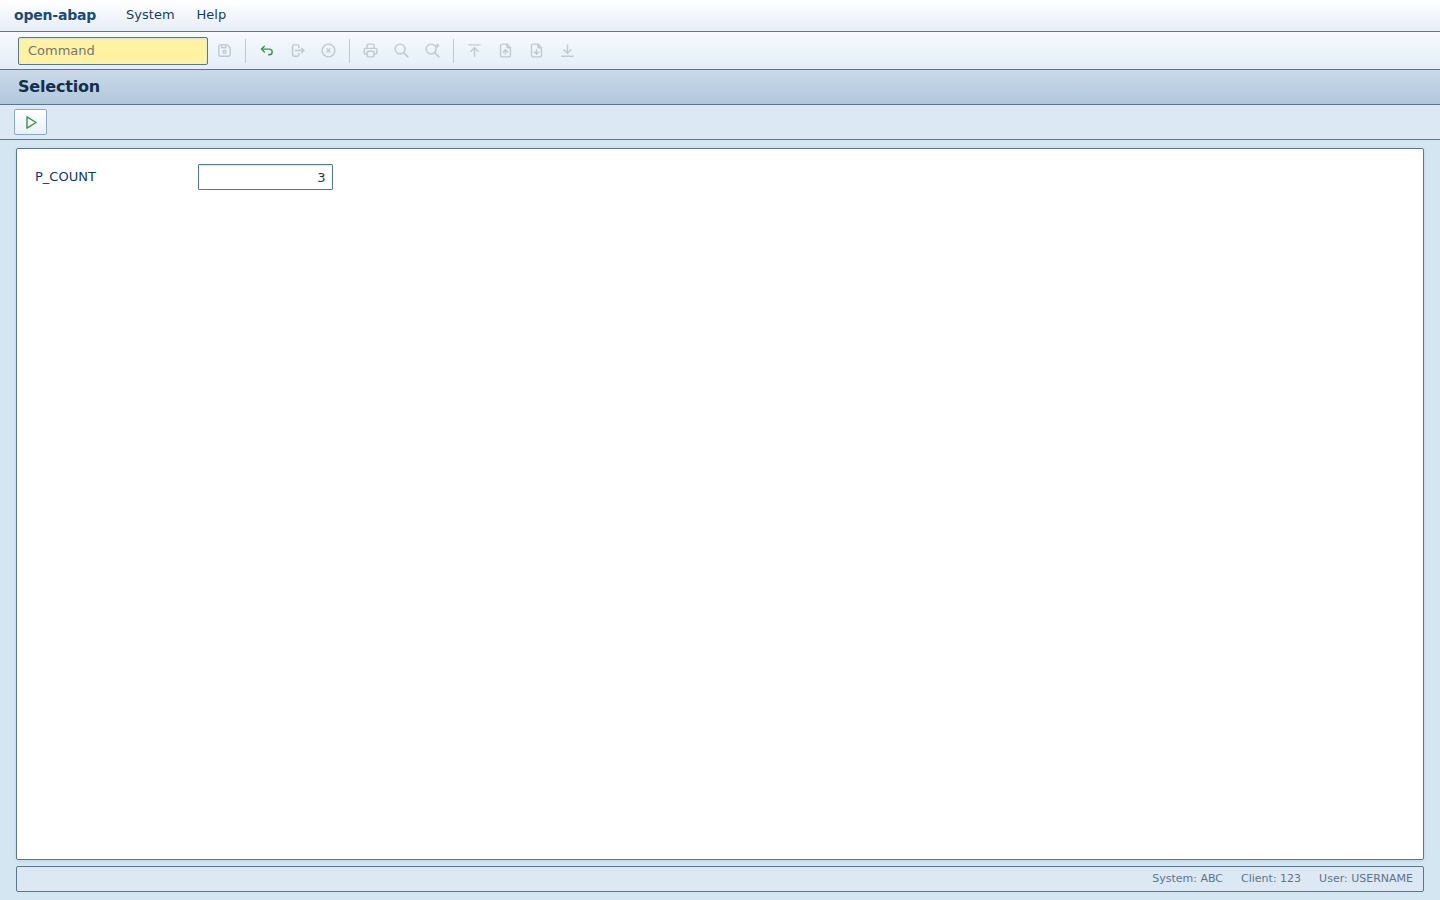 open-abap System Help
Command
Selection
P_COUNT 3
System: ABC Client: 123 User: USERNAME